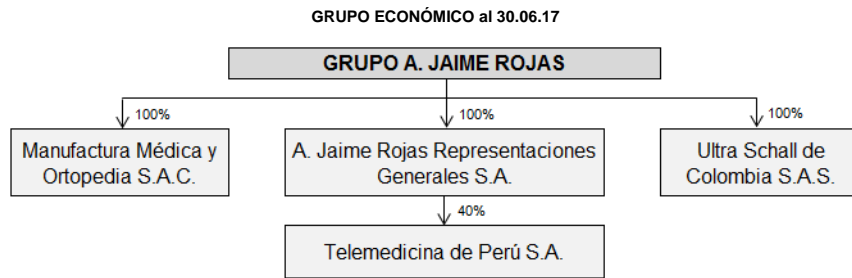 GRUPO ECONÓMICO al 30.06.17
GRUPO A. JAIME ROJAS
100%
100%
100%
Manufactura Médica y
Ortopedia S.A.C.
A. Jaime Rojas Representaciones
Generales S.A.
Ultra Schall de
Colombia S.A.S.
40%
Telemedicina de Perú S.A.